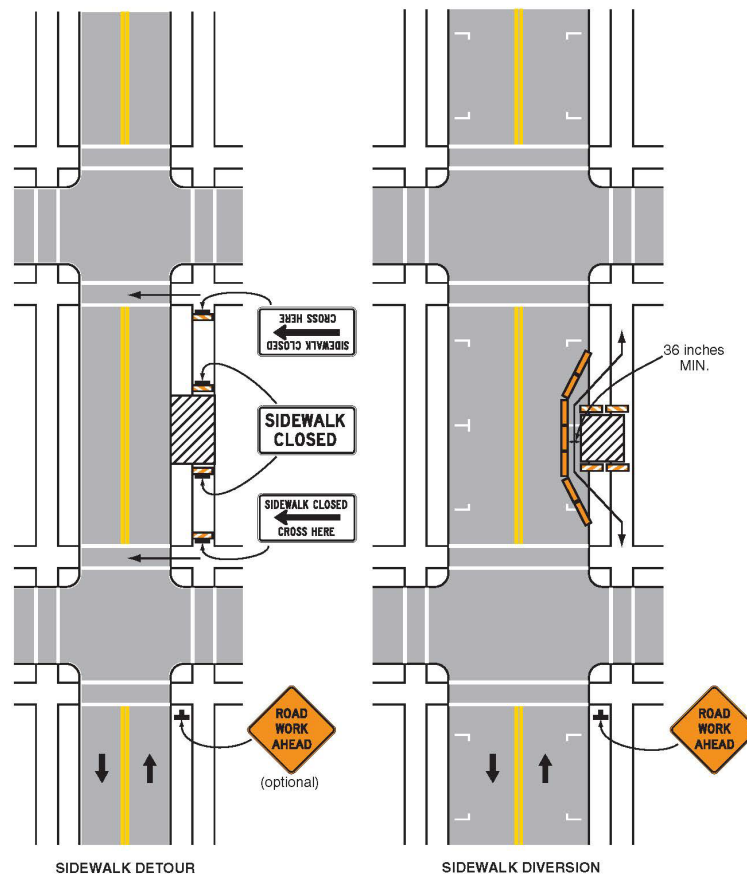 SIDEWALK CLOSED
CROSS HERE
SIDEWALK
CLOSED
SIDEWALK CLOSED
CROSS HERE
36 inches
MIN.
ROAD
WORK
AHEAD
(optional)
ROAD
WORK
AHEAD
SIDEWALK DETOUR
SIDEWALK DIVERSION